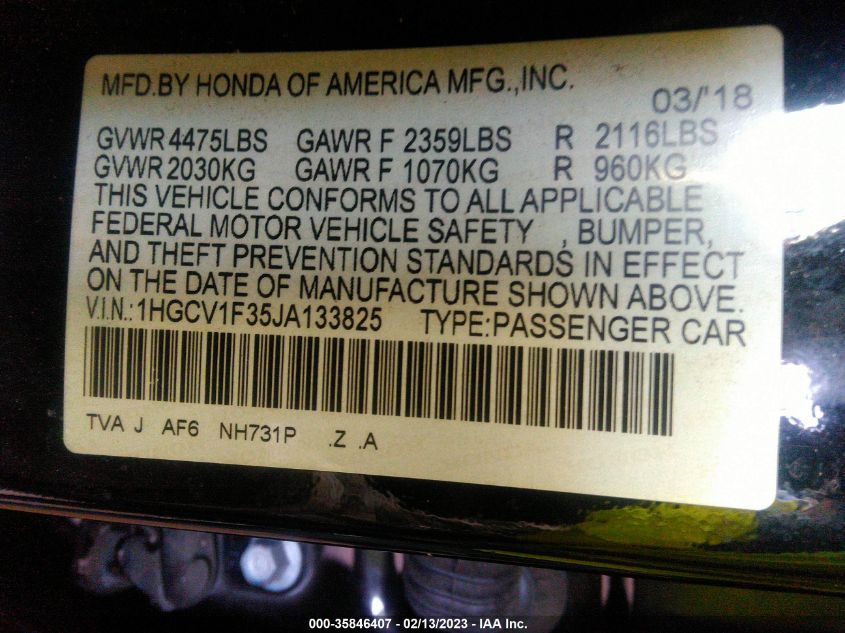 MFD.BY HONDA OF AMERICA MFG.,INC. 03/'18
GVWR 4475LBS GAWR F 2359LBS R 2116LBS
GVWR 2030KG GAWR F 1070KG R 960KG
THIS VEHICLE CONFORMS TO ALL APPLICABLE
FEDERAL MOTOR VEHICLE SAFETY , BUMPER,
AND THEFT PREVENTION STANDARDS IN EFFECT
ON THE DATE OF MANUFACTURE SHOWN ABOVE.
V.I.N.:1HGCV1F35JA133825 TYPE:PASSENGER CAR
TVA J AF6 NH731P .Z .A
000-35846407 - 02/13/2023 - IAA Inc.